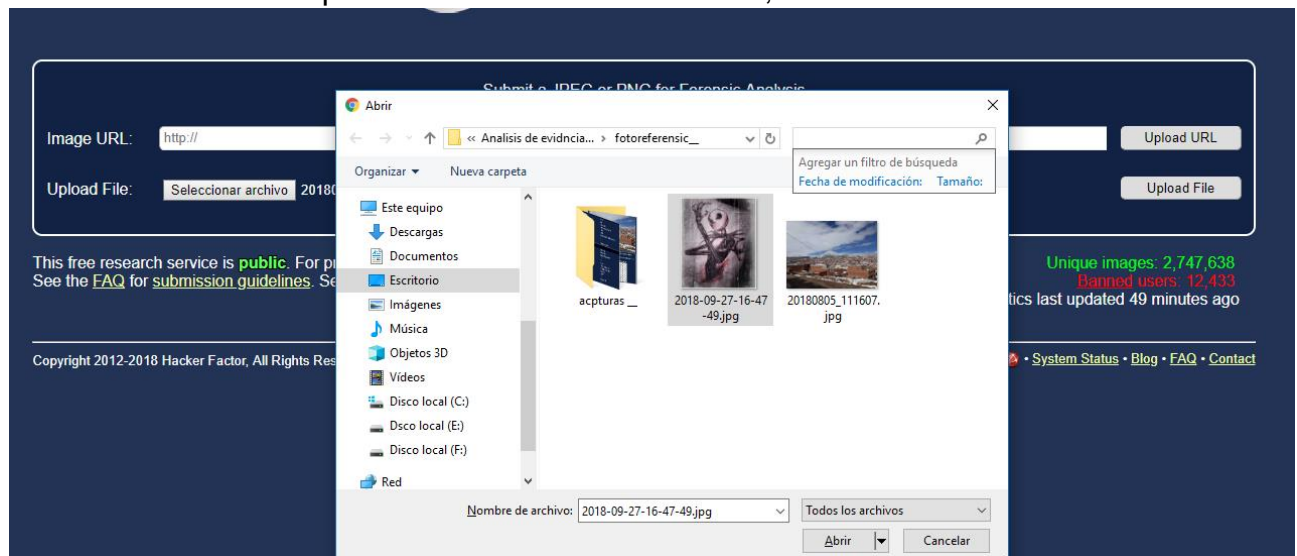 Submit a JPEG or PNG for Forensic Analysis
Abrir
Image URL:
http://
Upload URL
« Analisis de evidncia... › fotoreferensic_
Agregar un filtro de búsqueda
Fecha de modificación: Tamaño:
Organizar
Nueva carpeta
Upload File:
Seleccionar archivo
2018
Upload File
Este equipo
Descargas
Documentos
Escritorio
Imágenes
Música
Objetos 3D
Vídeos
Disco local (C:)
Dsco local (E:)
Disco local (F:)
Red
acpturas __
2018-09-27-16-47
-49.jpg
20180805_111607.
jpg
This free research service is public. For
See the FAQ for submission guidelines.
Unique images: 2,747,638
Banned users: 12,433
tics last updated 49 minutes ago
Copyright 2012-2018 Hacker Factor, All Rights Res
• System Status • Blog • FAQ • Contact
Nombre de archivo:
2018-09-27-16-47-49.jpg
Todos los archivos
Abrir
Cancelar